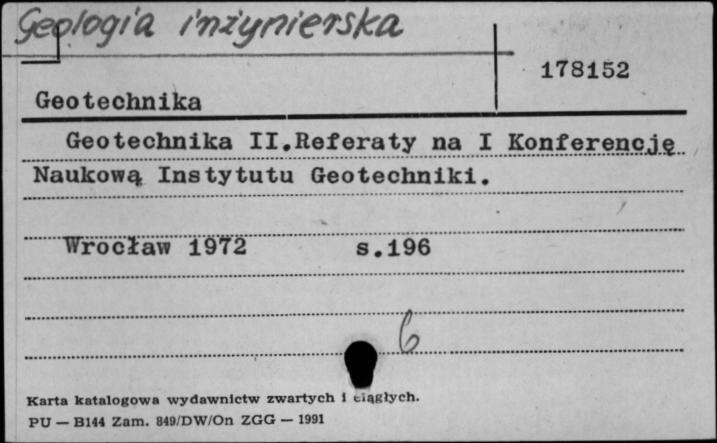 Geologia inżynierska
178152
Geotechnika
Geotechnika II.Referaty na I Konferencję
Naukową Instytutu Geotechniki.
Wrocław 1972 s.196
6
Karta katalogowa wydawnictw zwartych i ciągłych.
PU — B144 Zam. 849/DW/On ZGG — 1991